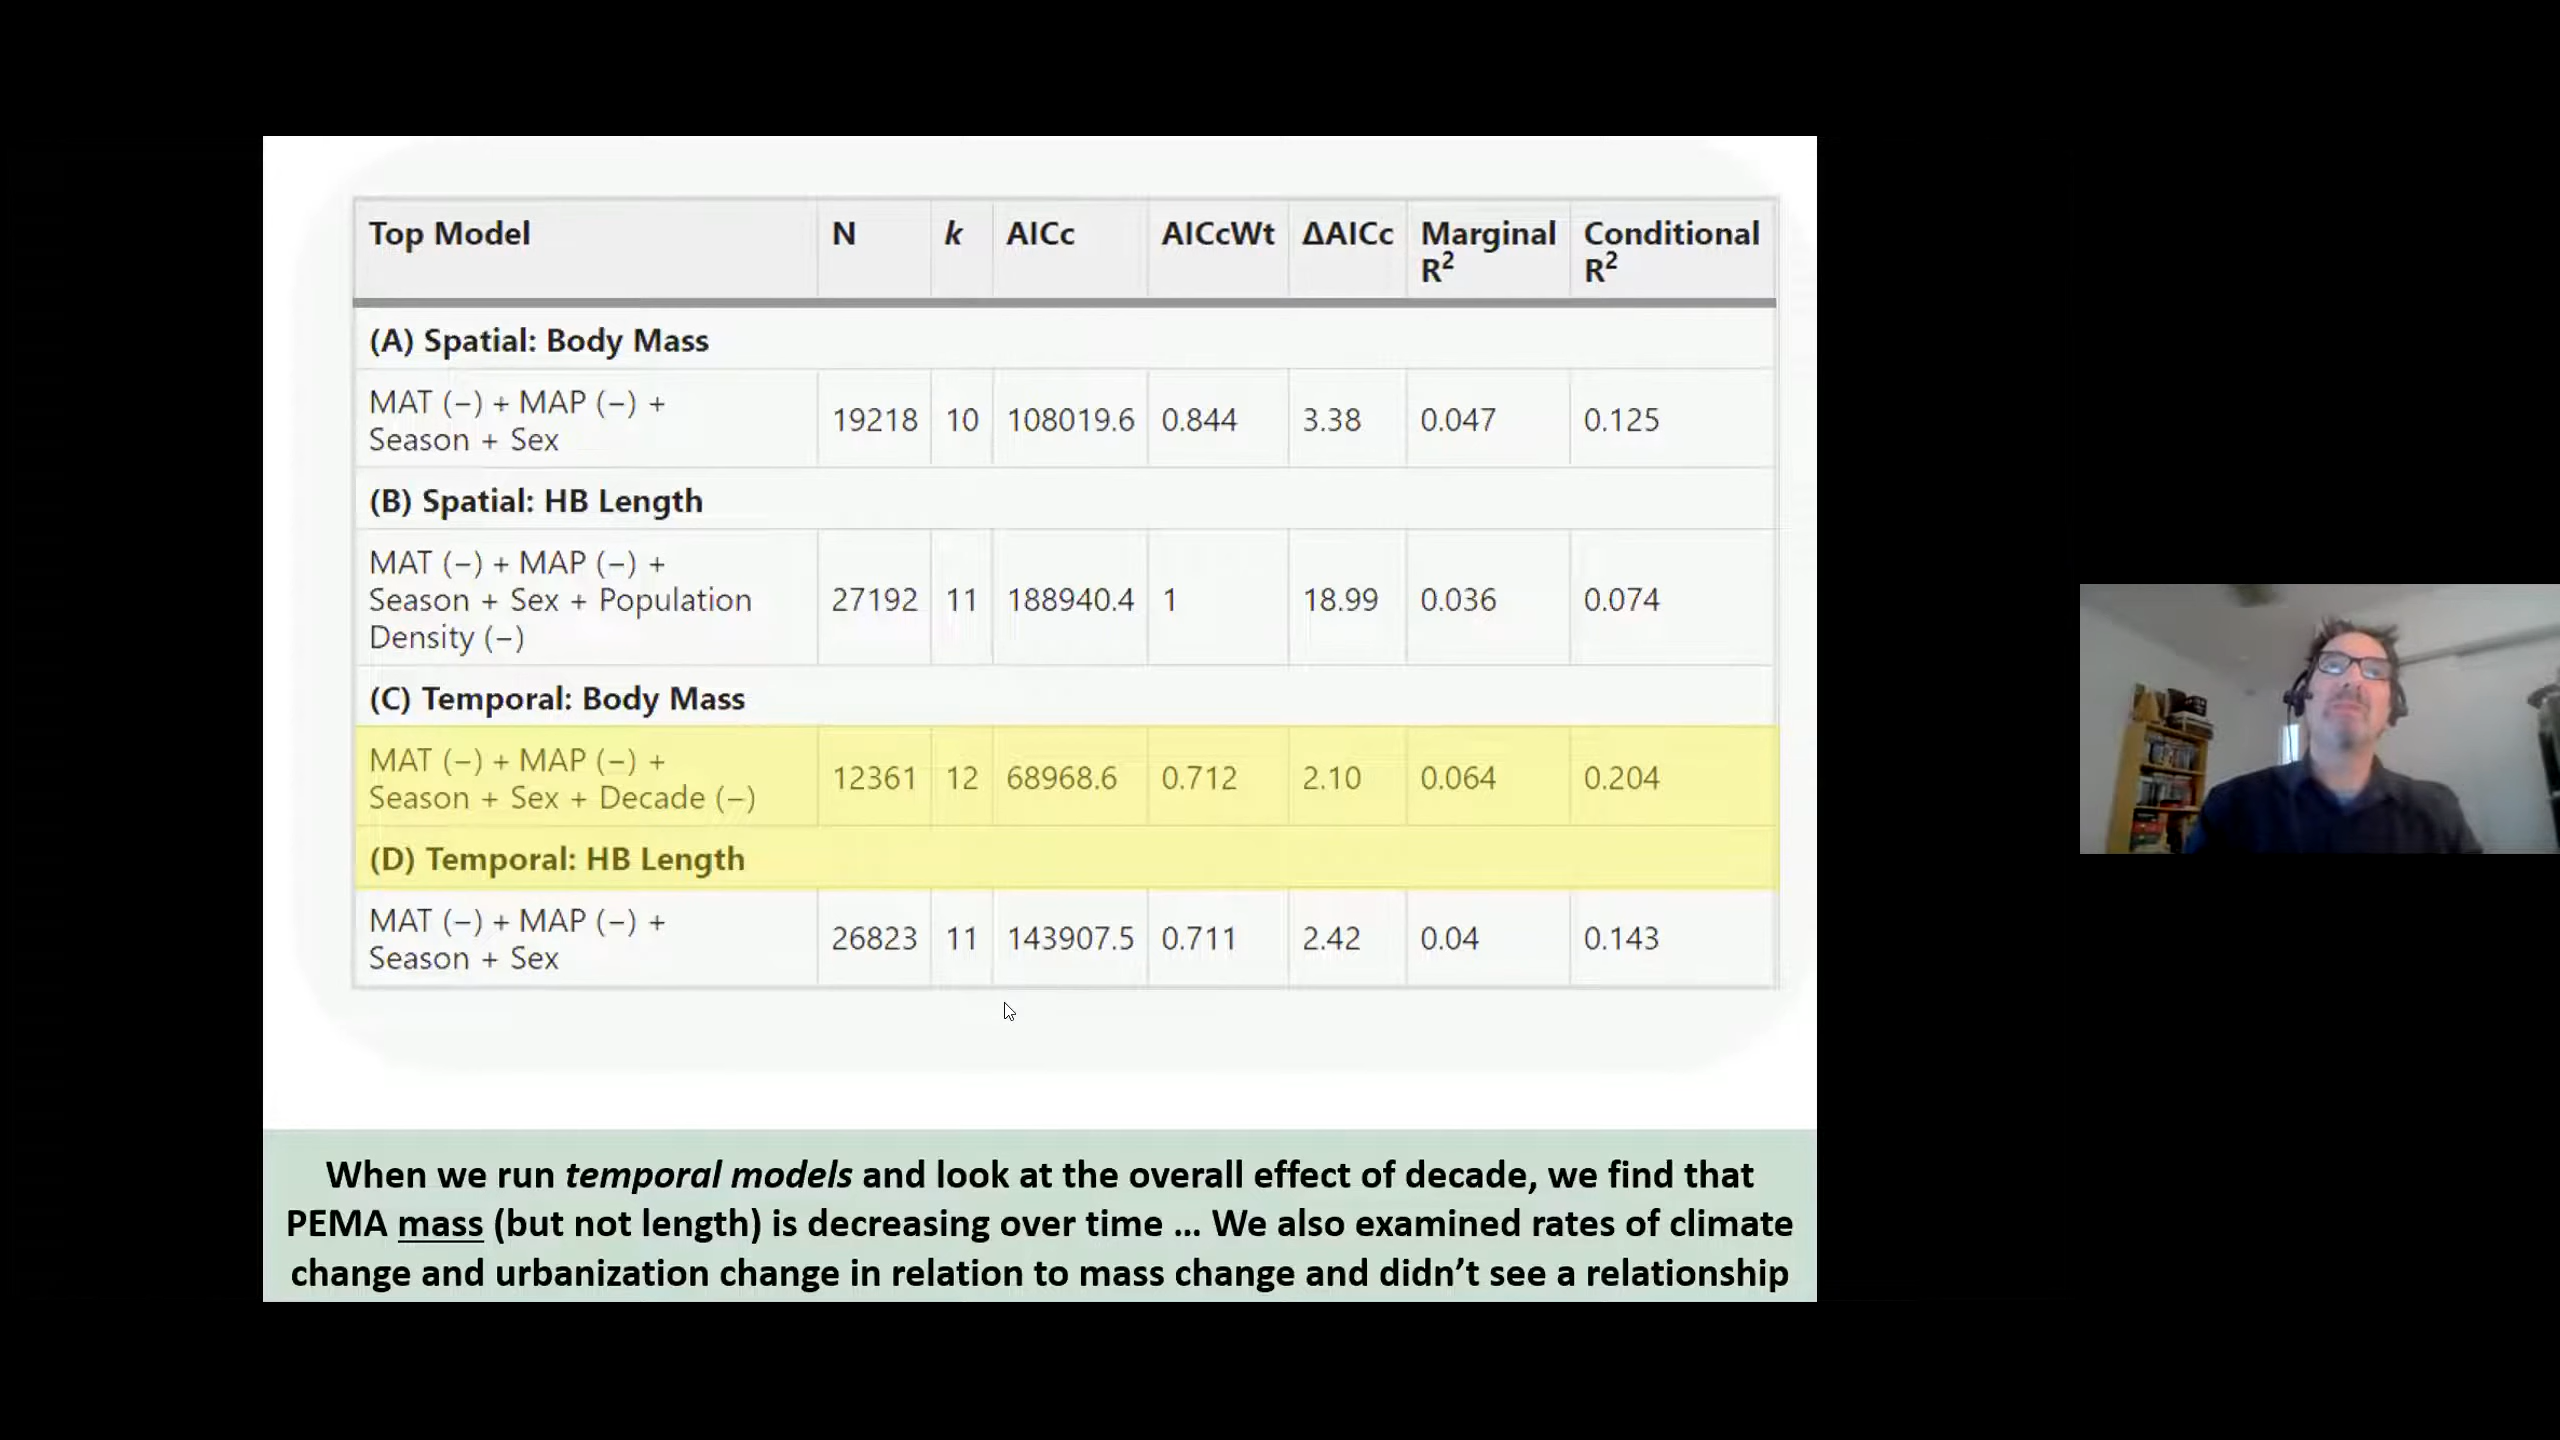 Top Model N k AICc AICcWt ΔAICc Marginal R² Conditional R²
(A) Spatial: Body Mass
MAT (−) + MAP (−) +
Season + Sex 19218 10 108019.6 0.844 3.38 0.047 0.125
(B) Spatial: HB Length
MAT (−) + MAP (−) +
Season + Sex + Population
Density (−) 27192 11 188940.4 1 18.99 0.036 0.074
(C) Temporal: Body Mass
MAT (−) + MAP (−) +
Season + Sex + Decade (−) 12361 12 68968.6 0.712 2.10 0.064 0.204
(D) Temporal: HB Length
MAT (−) + MAP (−) +
Season + Sex 26823 11 143907.5 0.711 2.42 0.04 0.143
When we run temporal models and look at the overall effect of decade, we find that
PEMA mass (but not length) is decreasing over time ... We also examined rates of climate
change and urbanization change in relation to mass change and didn't see a relationship